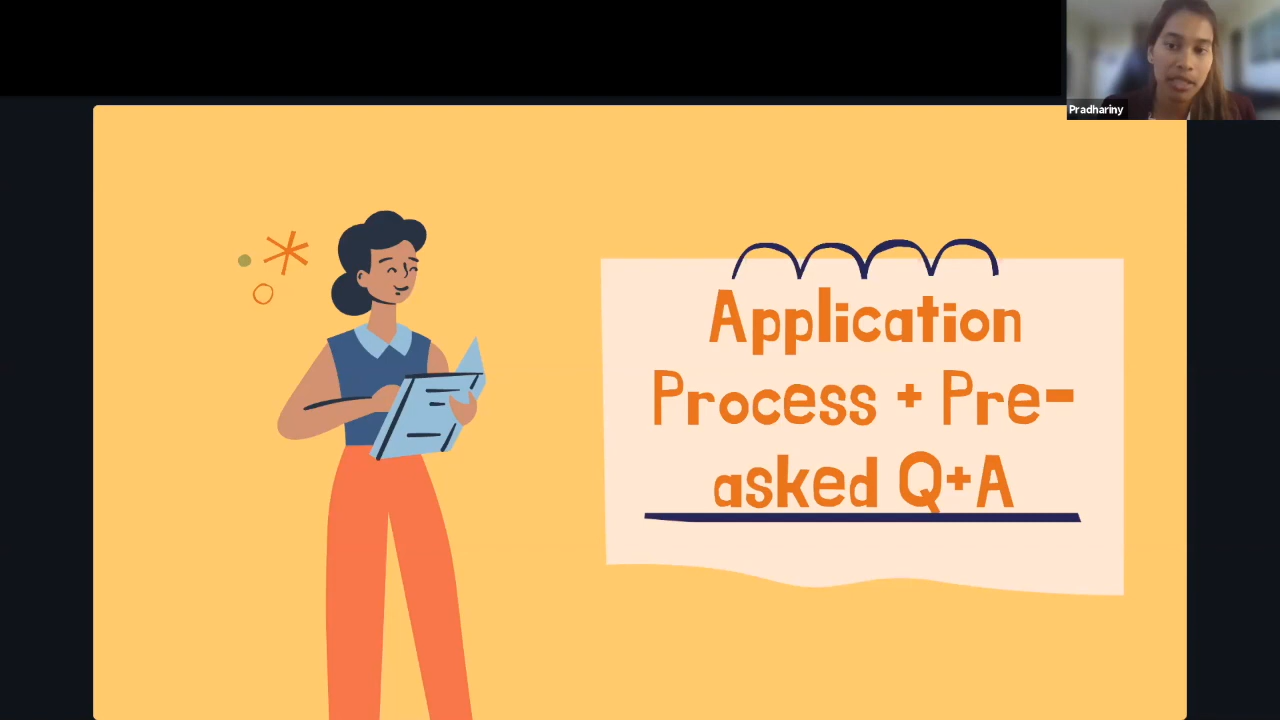 Pradhariny
Application
Process + Pre-
asked Q+A